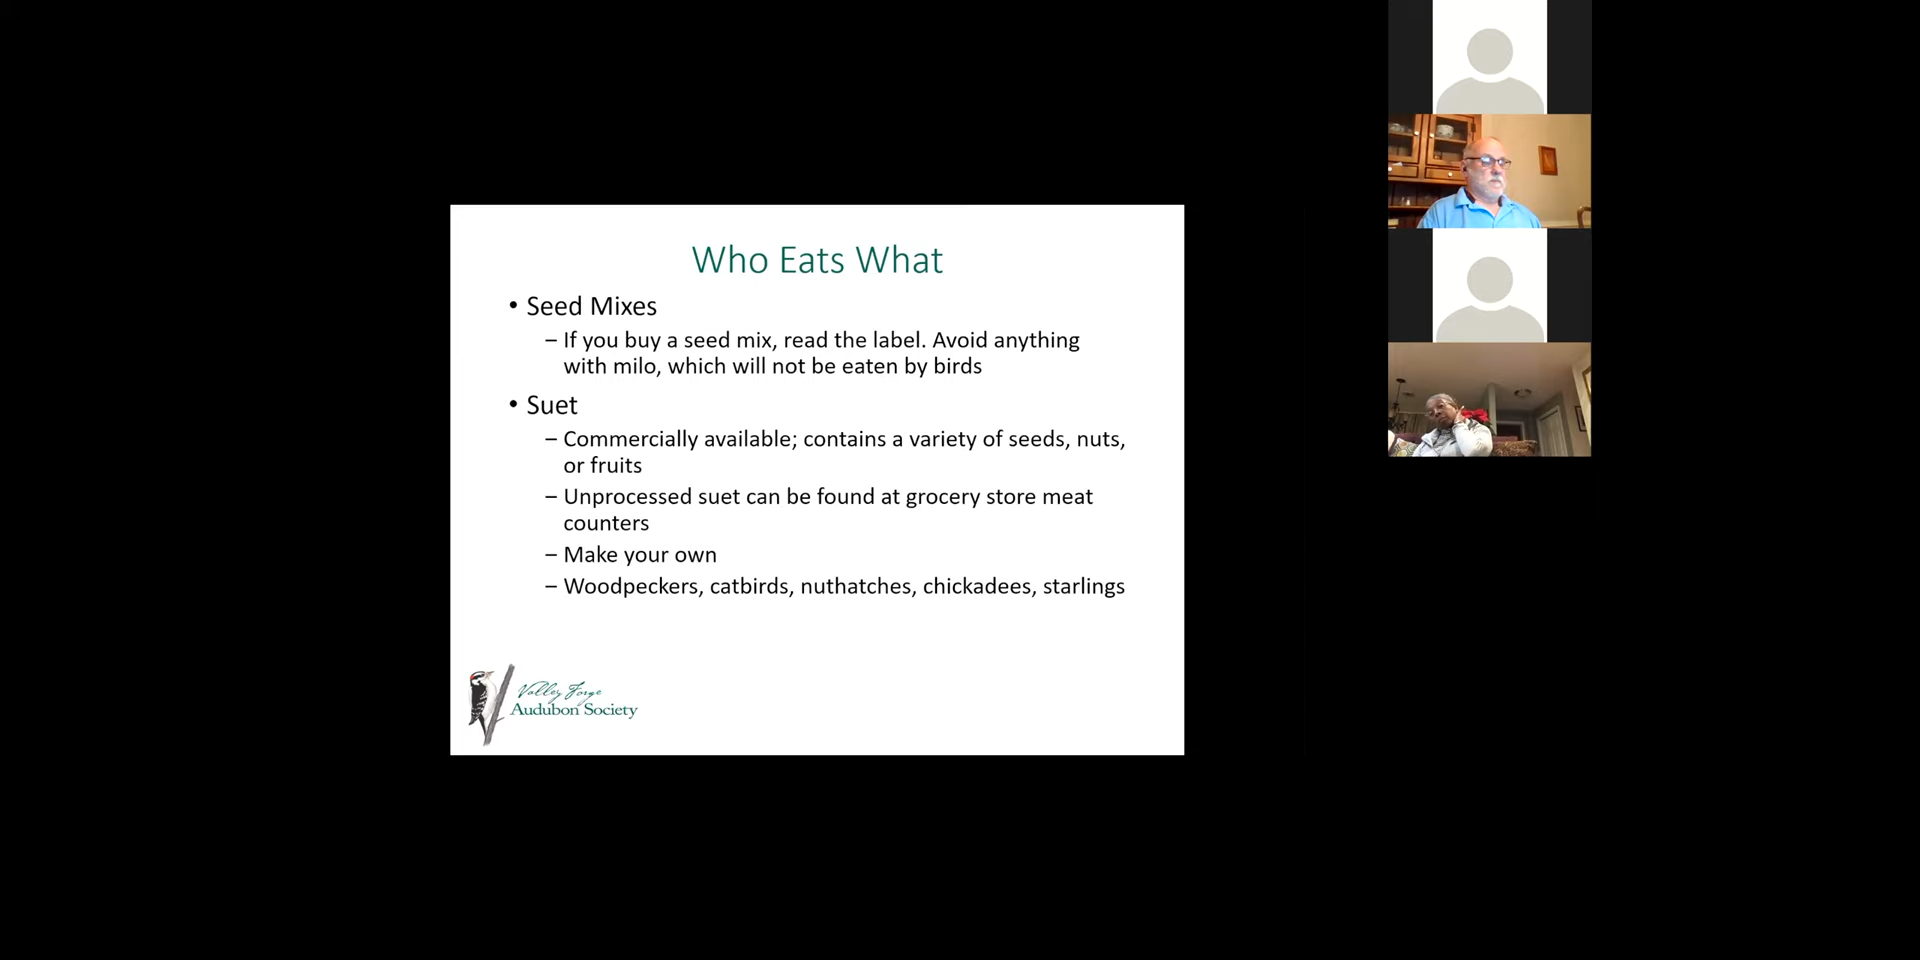 Who Eats What
• Seed Mixes
– If you buy a seed mix, read the label. Avoid anything
with milo, which will not be eaten by birds
• Suet
– Commercially available; contains a variety of seeds, nuts,
or fruits
– Unprocessed suet can be found at grocery store meat
counters
– Make your own
– Woodpeckers, catbirds, nuthatches, chickadees, starlings
Valley Forge
Audubon Society